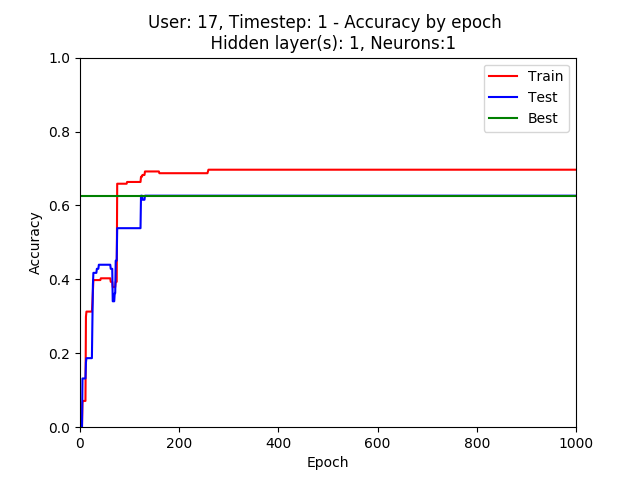 User: 17, Timestep: 1 - Accuracy by epoch
Hidden layer(s): 1, Neurons:1
Train
Test
Best
1.0
0.8
0.6
0.4
0.2
0.0
Accuracy
0 200 400 600 800 1000
Epoch